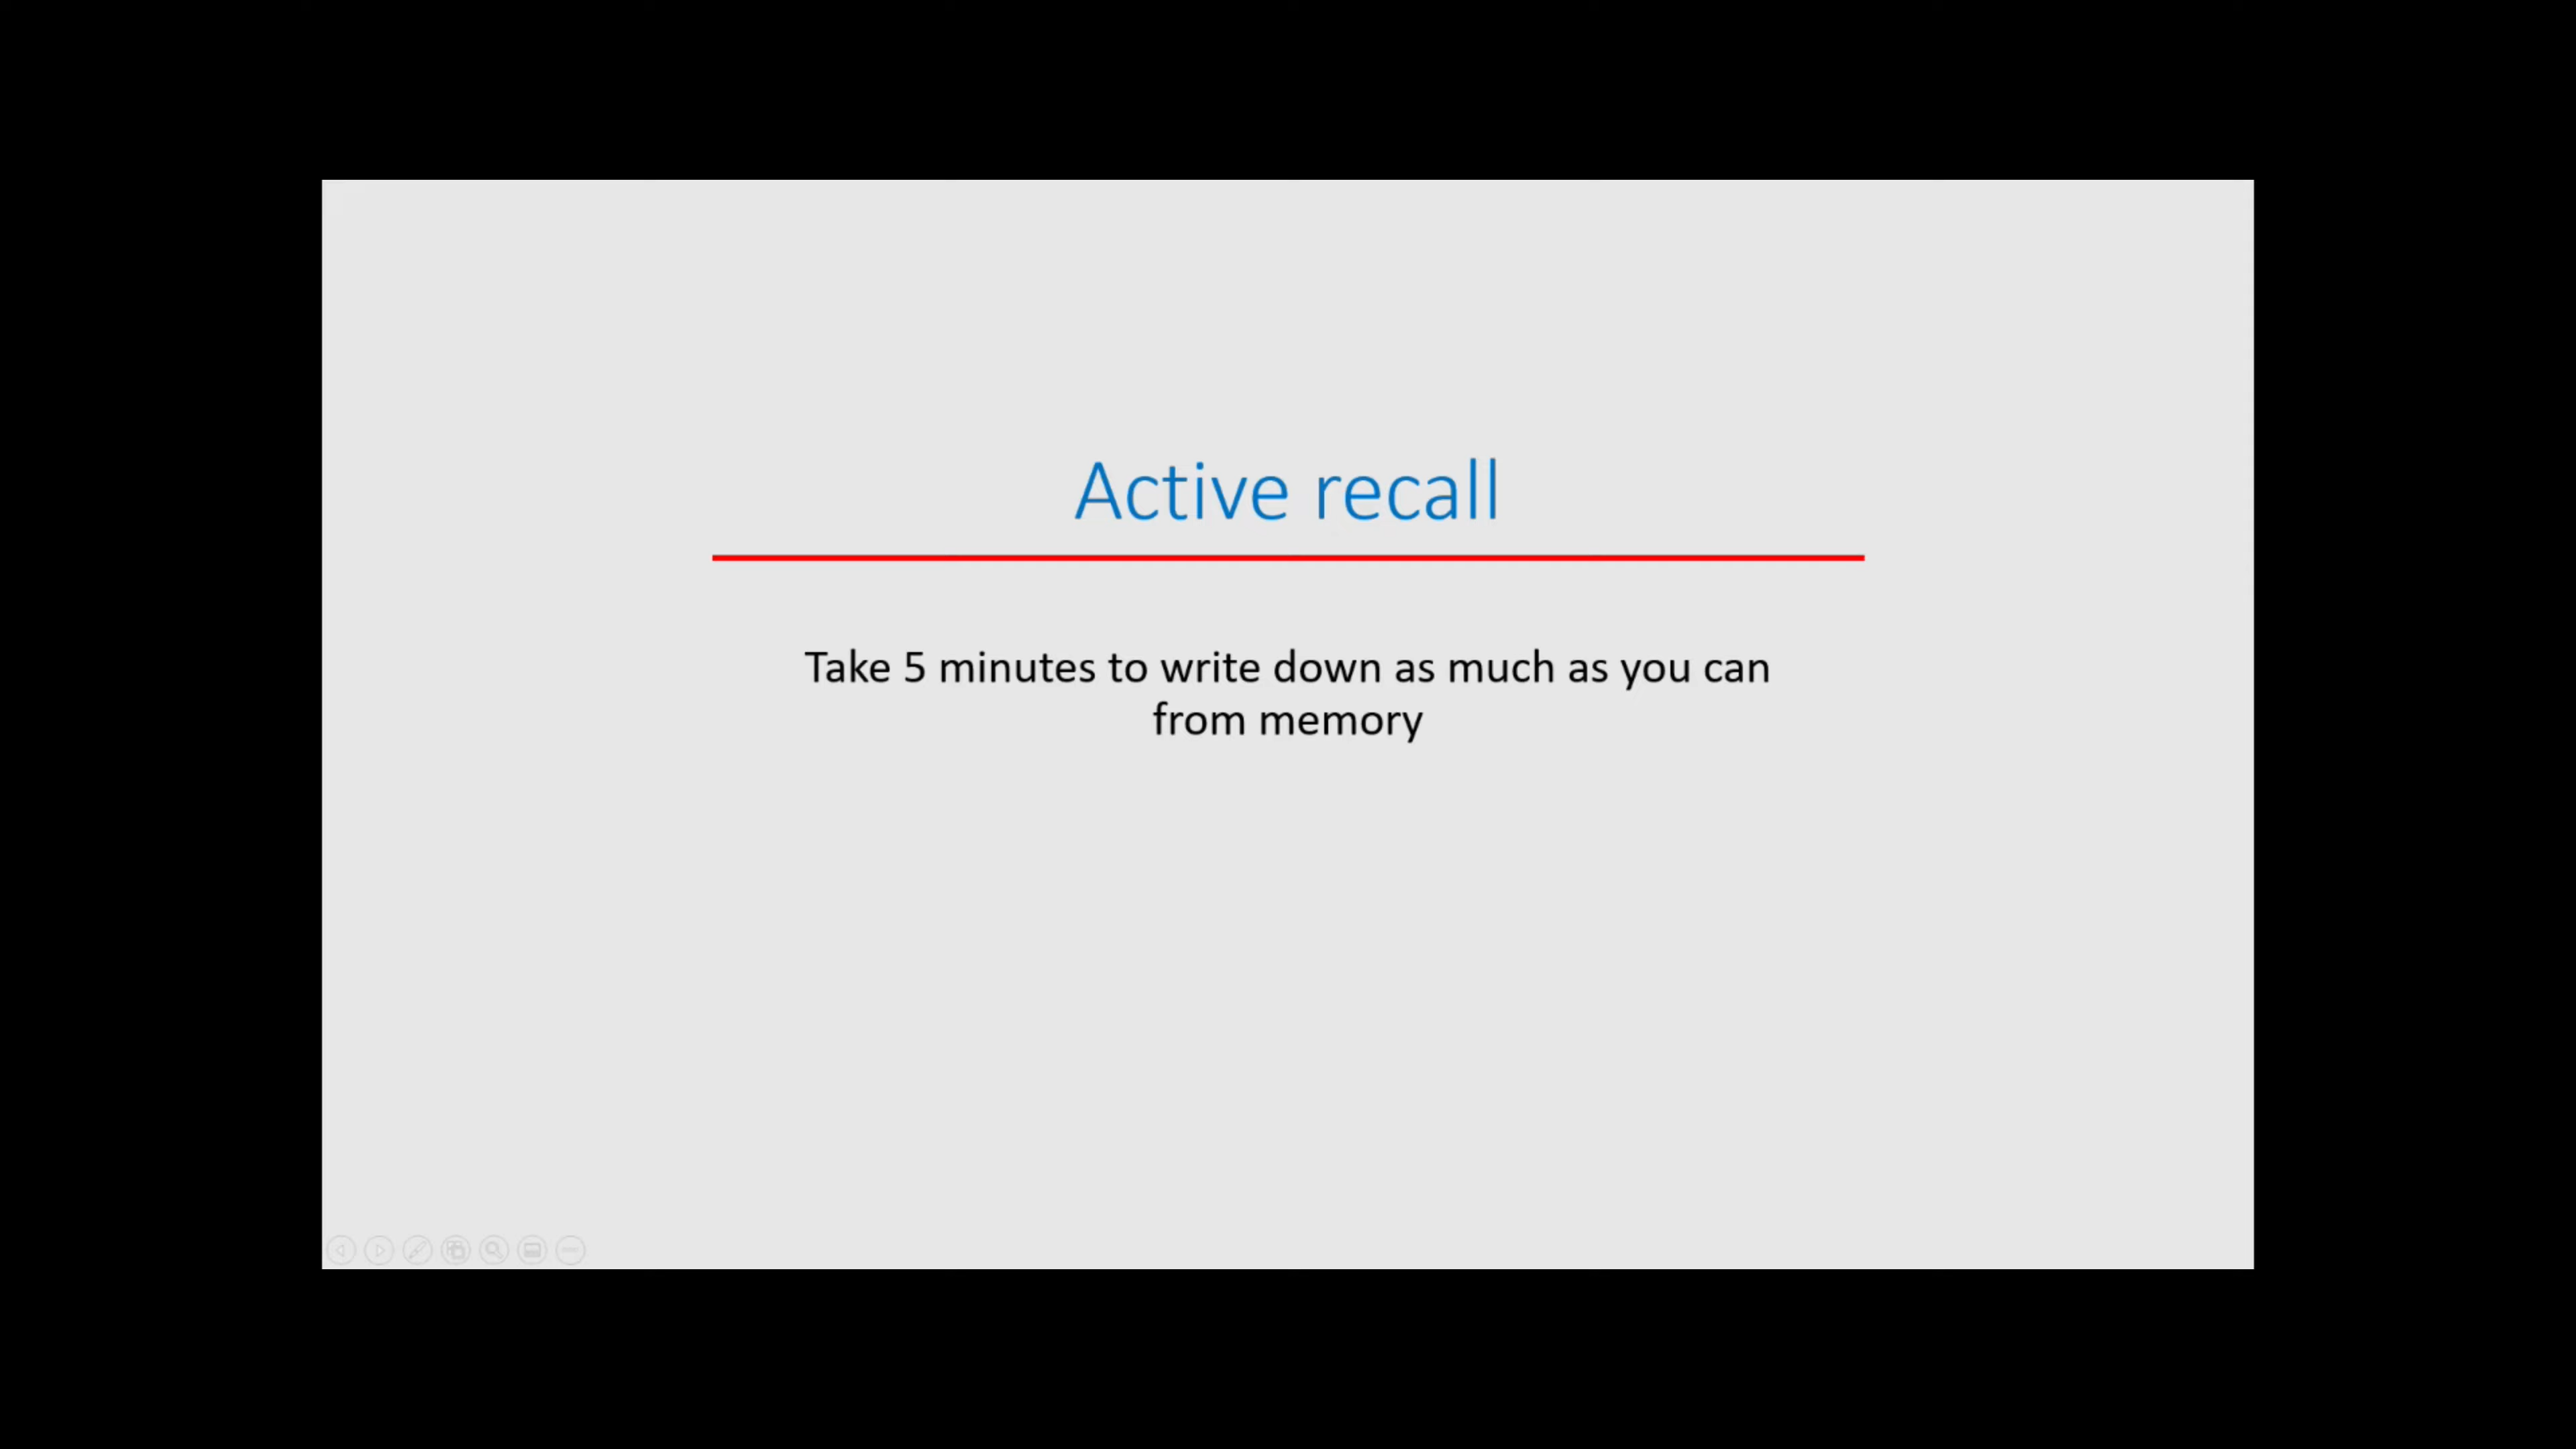 Active recall
Take 5 minutes to write down as much as you can
from memory